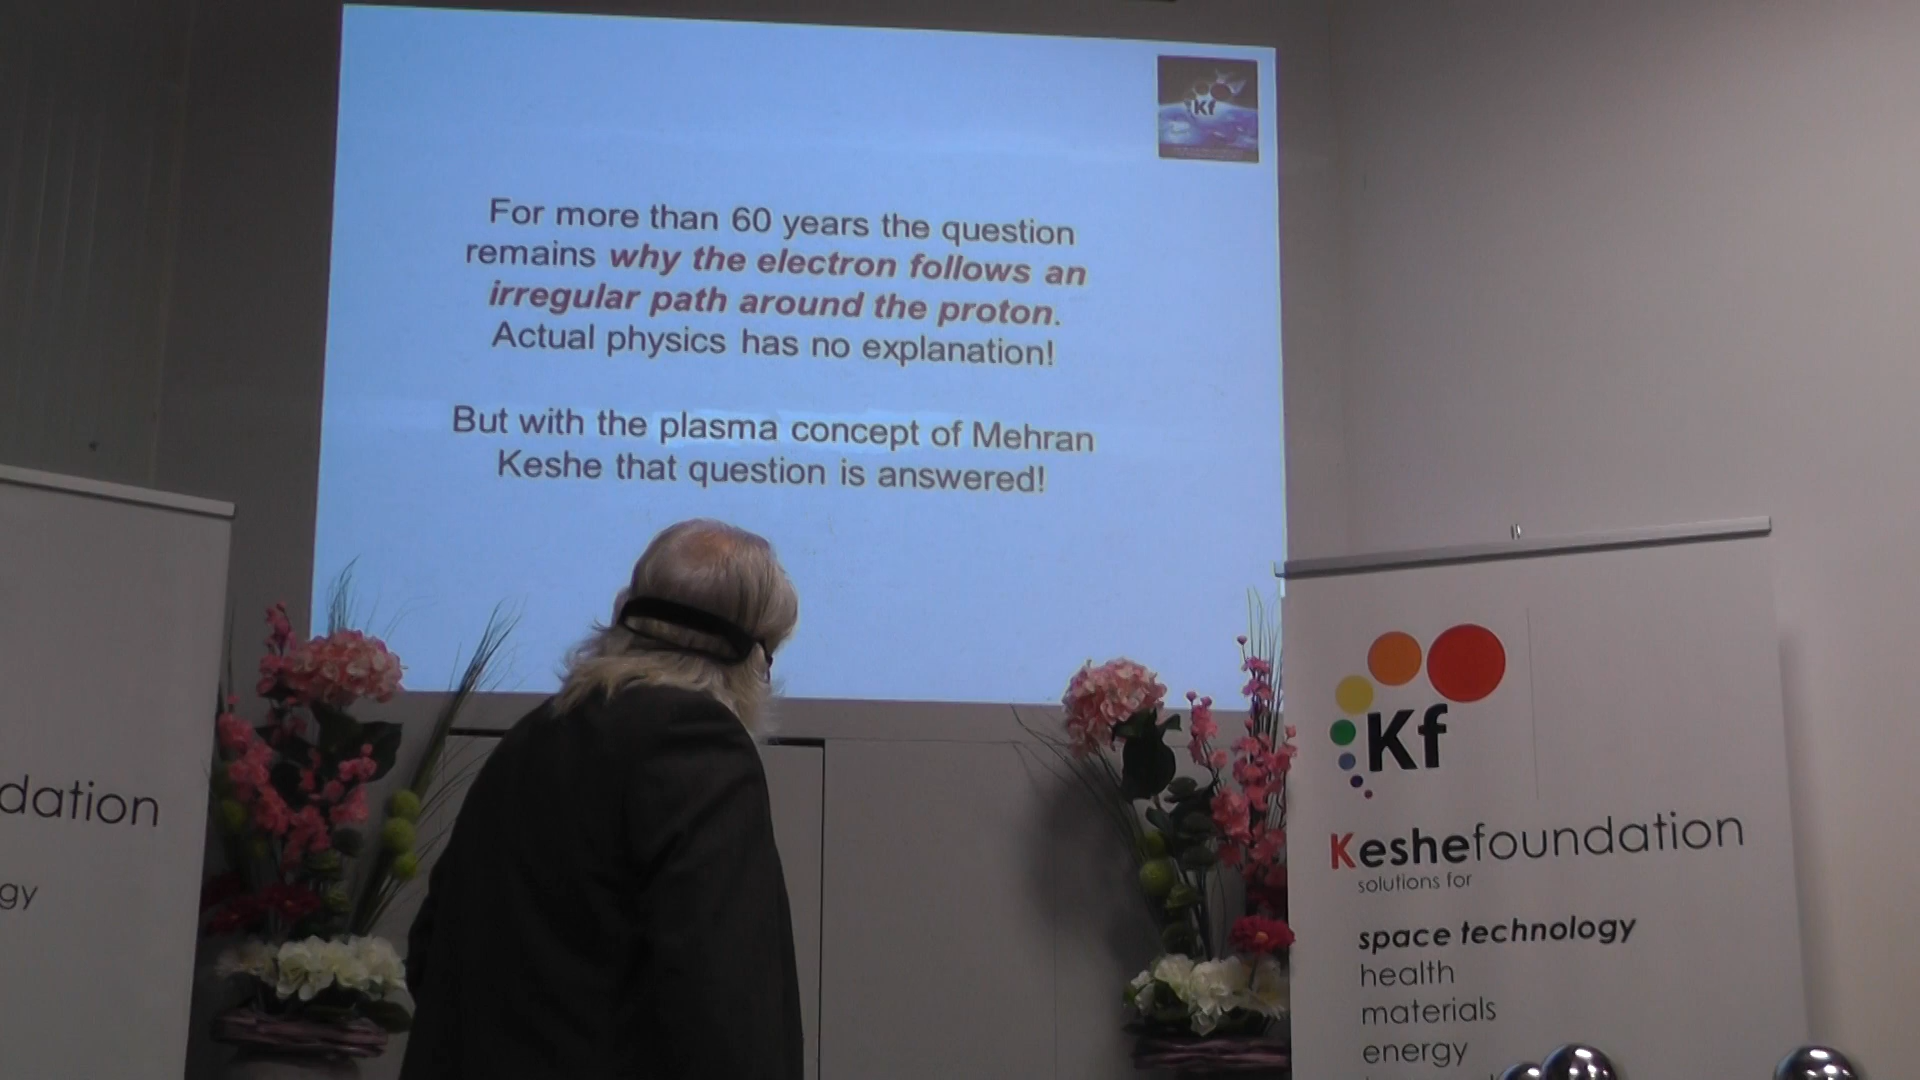 Kf
For more than 60 years the question
remains why the electron follows an
irregular path around the proton.
Actual physics has no explanation!
But with the plasma concept of Mehran
Keshe that question is answered!
dation
gy
Kf
Keshefoundation
solutions for
space technology
health
materials
energy